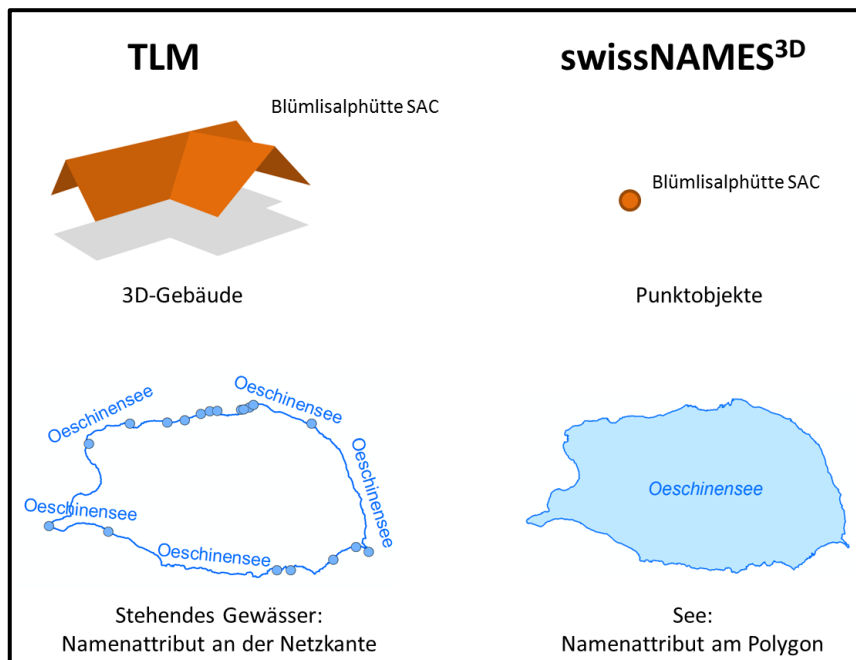 TLM
swissNAMES3D
Blümlisalphütte SAC
Blümlisalphütte SAC
3D-Gebäude
Punktobjekte
Oeschinensee
Oeschinensee
Oeschinensee
Oeschinensee
Oeschinensee
Oeschinensee
Stehendes Gewässer:
Namenattribut an der Netzkante
See:
Namenattribut am Polygon